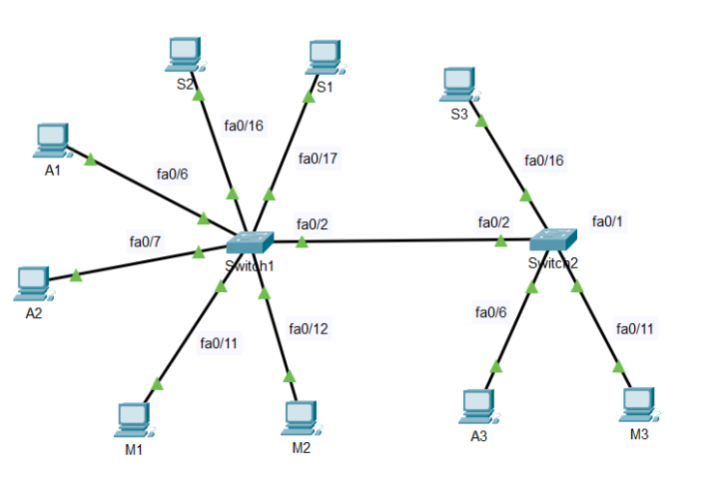 S2
S1
S3
fa0/16
A1
fa0/17
fa0/16
fa0/6
fa0/2
fa0/2
fa0/1
fa0/7
Switch1
Switch2
A2
fa0/6
fa0/11
fa0/12
fa0/11
M1
M2
A3
M3